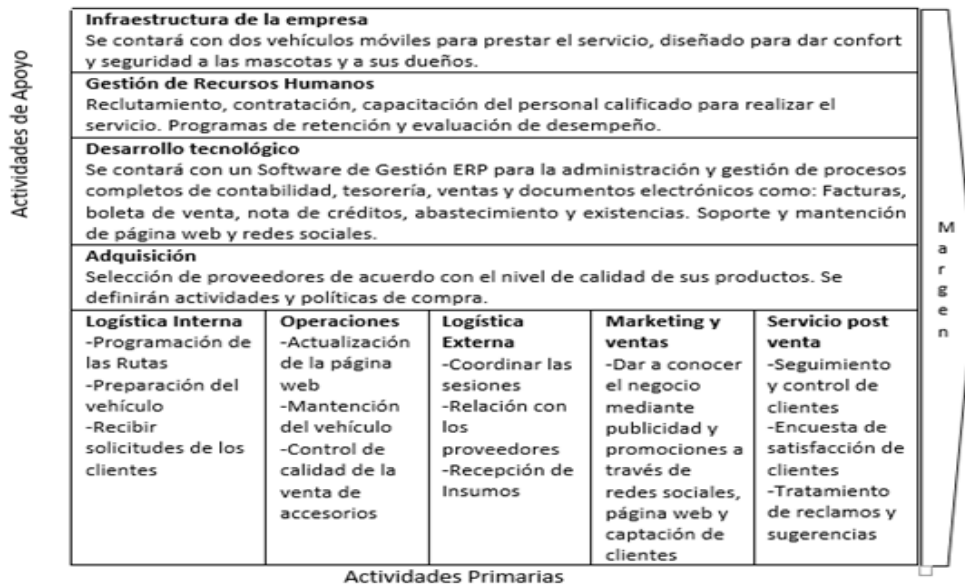 Actividades de Apoyo
Infraestructura de la empresa
Se contará con dos vehículos móviles para prestar el servicio, diseñado para dar confort
y seguridad a las mascotas y a sus dueños.
Gestión de Recursos Humanos
Reclutamiento, contratación, capacitación del personal calificado para realizar el
servicio. Programas de retención y evaluación de desempeño.
Desarrollo tecnológico
Se contará con un Software de Gestión ERP para la administración y gestión de procesos
completos de contabilidad, tesorería, ventas y documentos electrónicos como: Facturas,
boleta de venta, nota de créditos, abastecimiento y existencias. Soporte y mantención
de página web y redes sociales.
Adquisición
Selección de proveedores de acuerdo con el nivel de calidad de sus productos. Se
definirán actividades y políticas de compra.
Logística Interna
-Programación de
las Rutas
-Preparación del
vehículo
-Recibir
solicitudes de los
clientes
Operaciones
-Actualización
de la página
web
-Mantención
del vehículo
-Control de
calidad de la
venta de
accesorios
Logística
Externa
-Coordinar las
sesiones
-Relación con
los
proveedores
-Recepción de
Insumos
Marketing y
ventas
-Dar a conocer
el negocio
mediante
publicidad y
promociones a
través de
redes sociales,
página web y
captación de
clientes
Servicio post
venta
-Seguimiento
y control de
clientes
-Encuesta de
satisfacción de
clientes
-Tratamiento
de reclamos y
sugerencias
Margen
Actividades Primarias